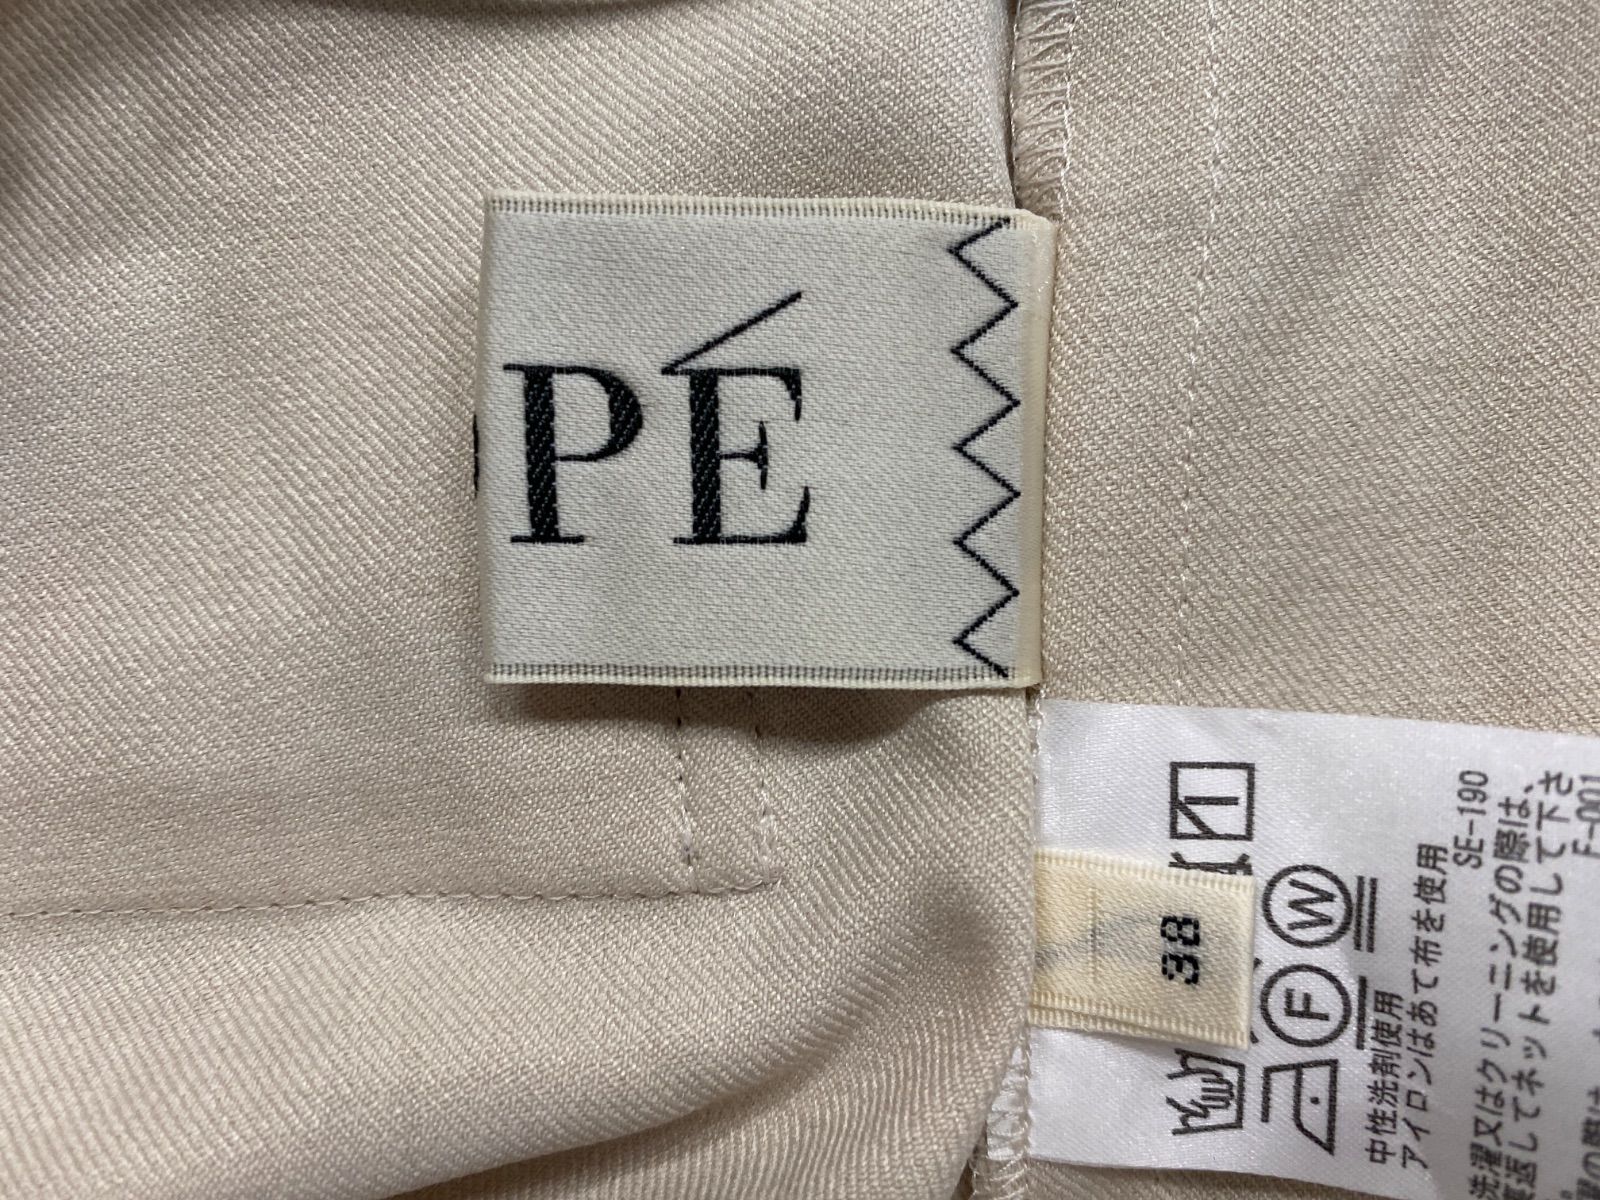 PÉ
38
中性洗剤使用
アイロンはあて布を使用
SE-190
洗濯又はクリーニングの際は、
返してネットを使用して下さ
F-001
W
F